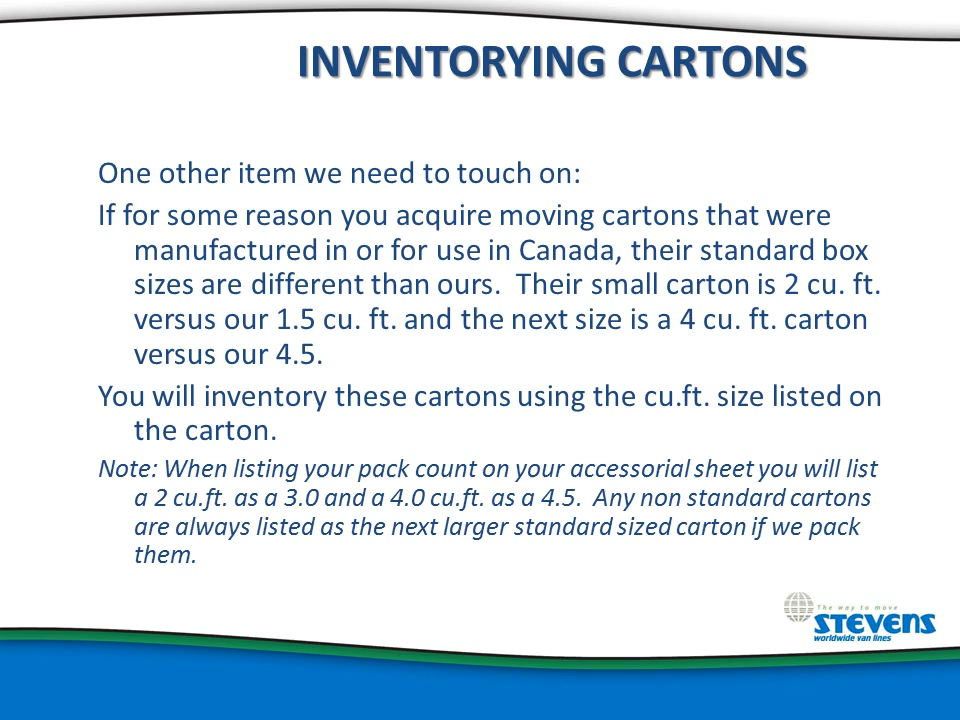 INVENTORYING CARTONS
One other item we need to touch on:
If for some reason you acquire moving cartons that were
manufactured in or for use in Canada, their standard box
sizes are different than ours.  Their small carton is 2 cu. ft.
versus our 1.5 cu. ft. and the next size is a 4 cu. ft. carton
versus our 4.5.
You will inventory these cartons using the cu.ft. size listed on
the carton.
Note: When listing your pack count on your accessorial sheet you will list
a 2 cu.ft. as a 3.0 and a 4.0 cu.ft. as a 4.5.  Any non standard cartons
are always listed as the next larger standard sized carton if we pack
them.
The way to move
STEVENS
worldwide van lines